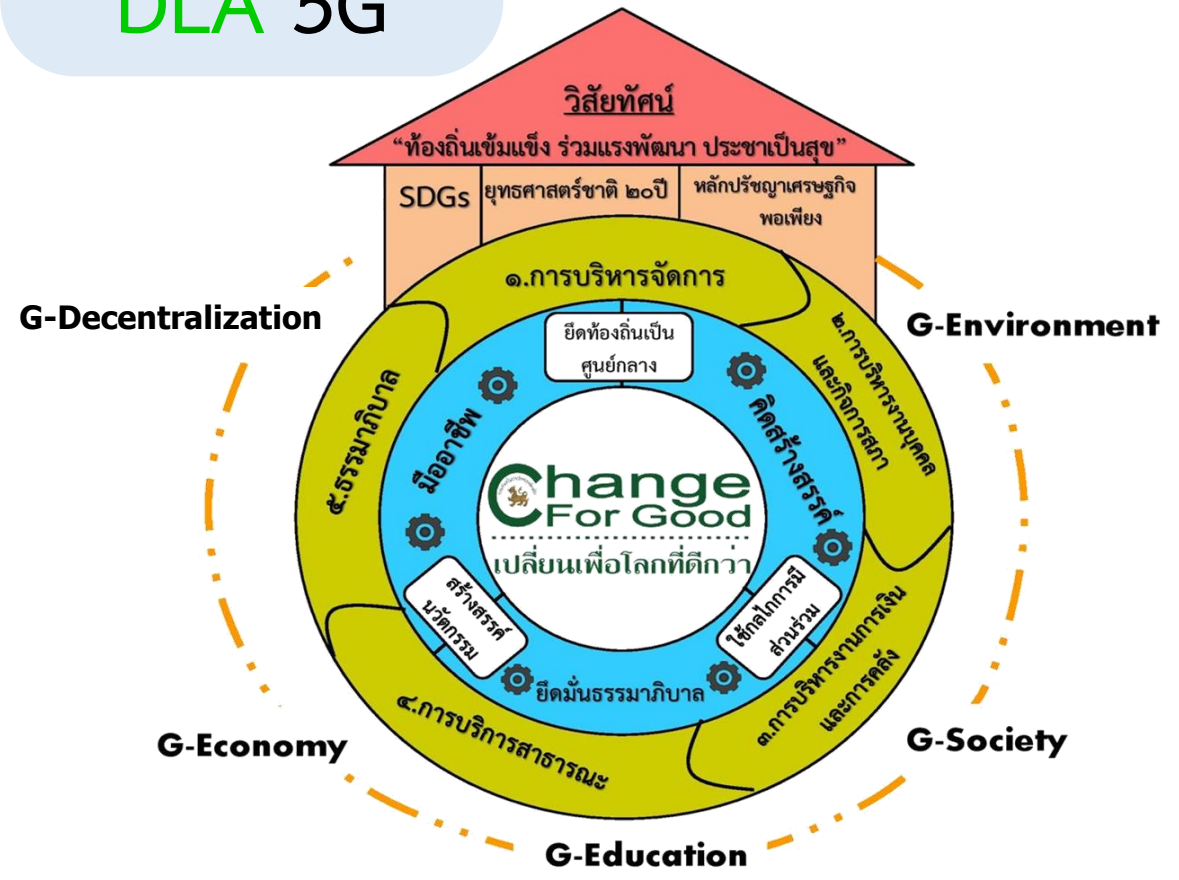 DLA 5G
วิสัยทัศน์
“ท้องถิ่นเข้มแข็ง ร่วมแรงพัฒนา ประชาเป็นสุข”
SDGs
ยุทธศาสตร์ชาติ ๒๐ปี
หลักปรัชญาเศรษฐกิจ
พอเพียง
๑.การบริหารจัดการ
G-Decentralization
G-Environment
ยึดท้องถิ่นเป็น
ศูนย์กลาง
๒.การบริหารงานบุคคล
และกิจการสภา
๕.ธรรมาภิบาล
มืออาชีพ
คิดสร้างสรรค์
Change
For Good
เปลี่ยนเพื่อโลกที่ดีกว่า
สร้างสรรค์
นวัตกรรม
ใช้กลไกการมี
ส่วนร่วม
ยึดมั่นธรรมาภิบาล
๓.การบริหารงานการเงิน
และการคลัง
๔.การบริการสาธารณะ
G-Economy
G-Society
G-Education